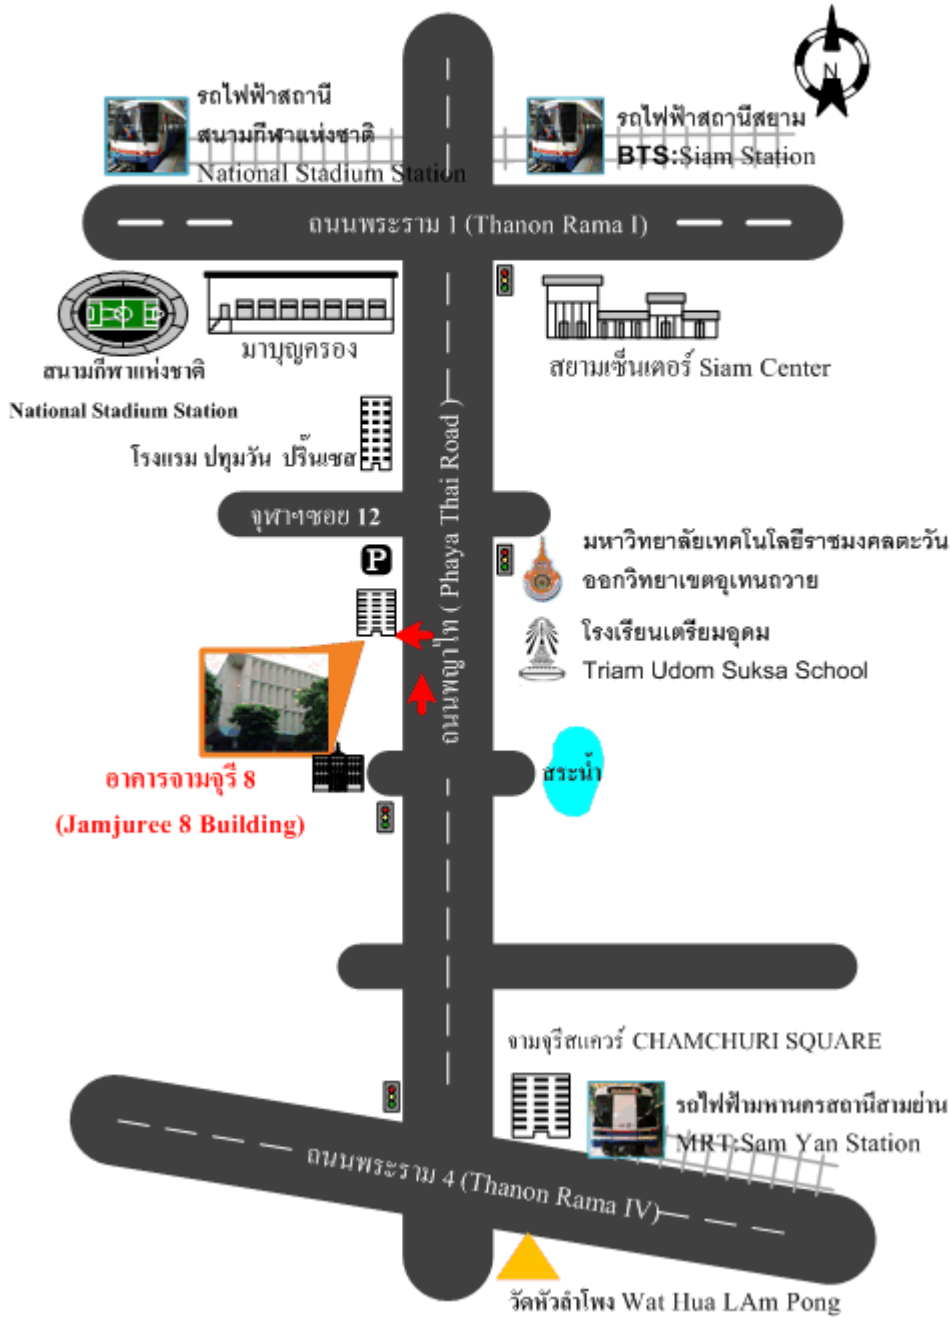 N
รถไฟฟ้าสถานี
สนามกีฬาแห่งชาติ
National Stadium Station
รถไฟฟ้าสถานีสยาม
BTS:Siam Station
ถนนพระราม 1 (Thanon Rama I)
สนามกีฬาแห่งชาติ
National Stadium Station
มาบุญครอง
สยามเซ็นเตอร์ Siam Center
โรงแรม ปทุมวัน ปริ๊นเซส
ถนนพญาไท ( Phaya Thai Road )
จุฬาฯซอย 12
P
มหาวิทยาลัยเทคโนโลยีราชมงคลตะวัน
ออกวิทยาเขตอุเทนถวาย
โรงเรียนเตรียมอุดม
Triam Udom Suksa School
อาคารจามจุรี 8
(Jamjuree 8 Building)
สระน้ำ
จามจุรีสแควร์ CHAMCHURI SQUARE
รถไฟฟ้ามหานครสถานีสามย่าน
MRT:Sam Yan Station
ถนนพระราม 4 (Thanon Rama IV)
วัดหัวลำโพง Wat Hua LAm Pong